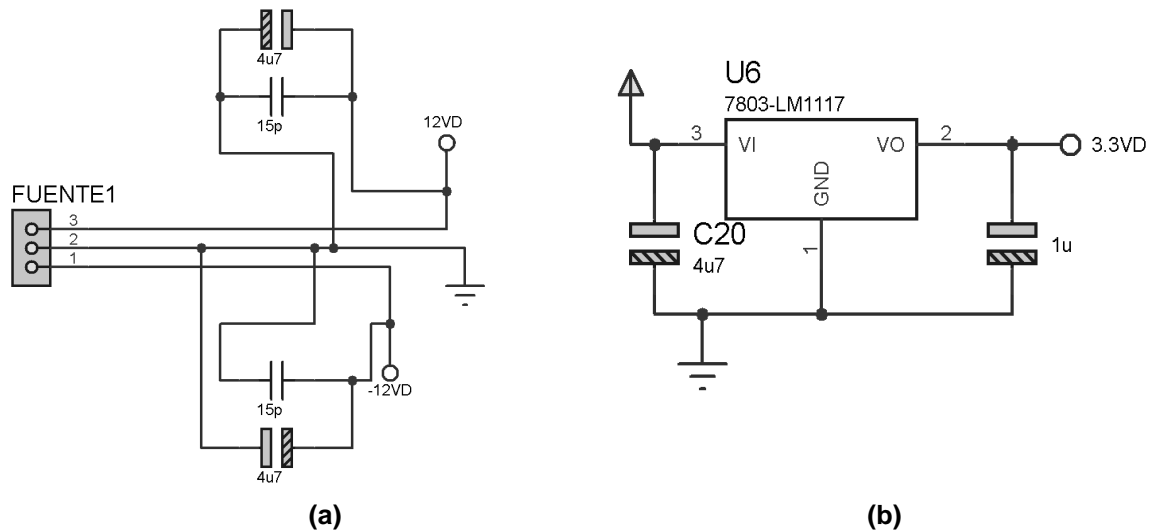 4u7
15p
12VD
FUENTE1
3
2
1
-12VD
15p
4u7
(a)
U6
7803-LM1117
3
VI
VO
2
3.3VD
GND
1
C20
4u7
1u
(b)